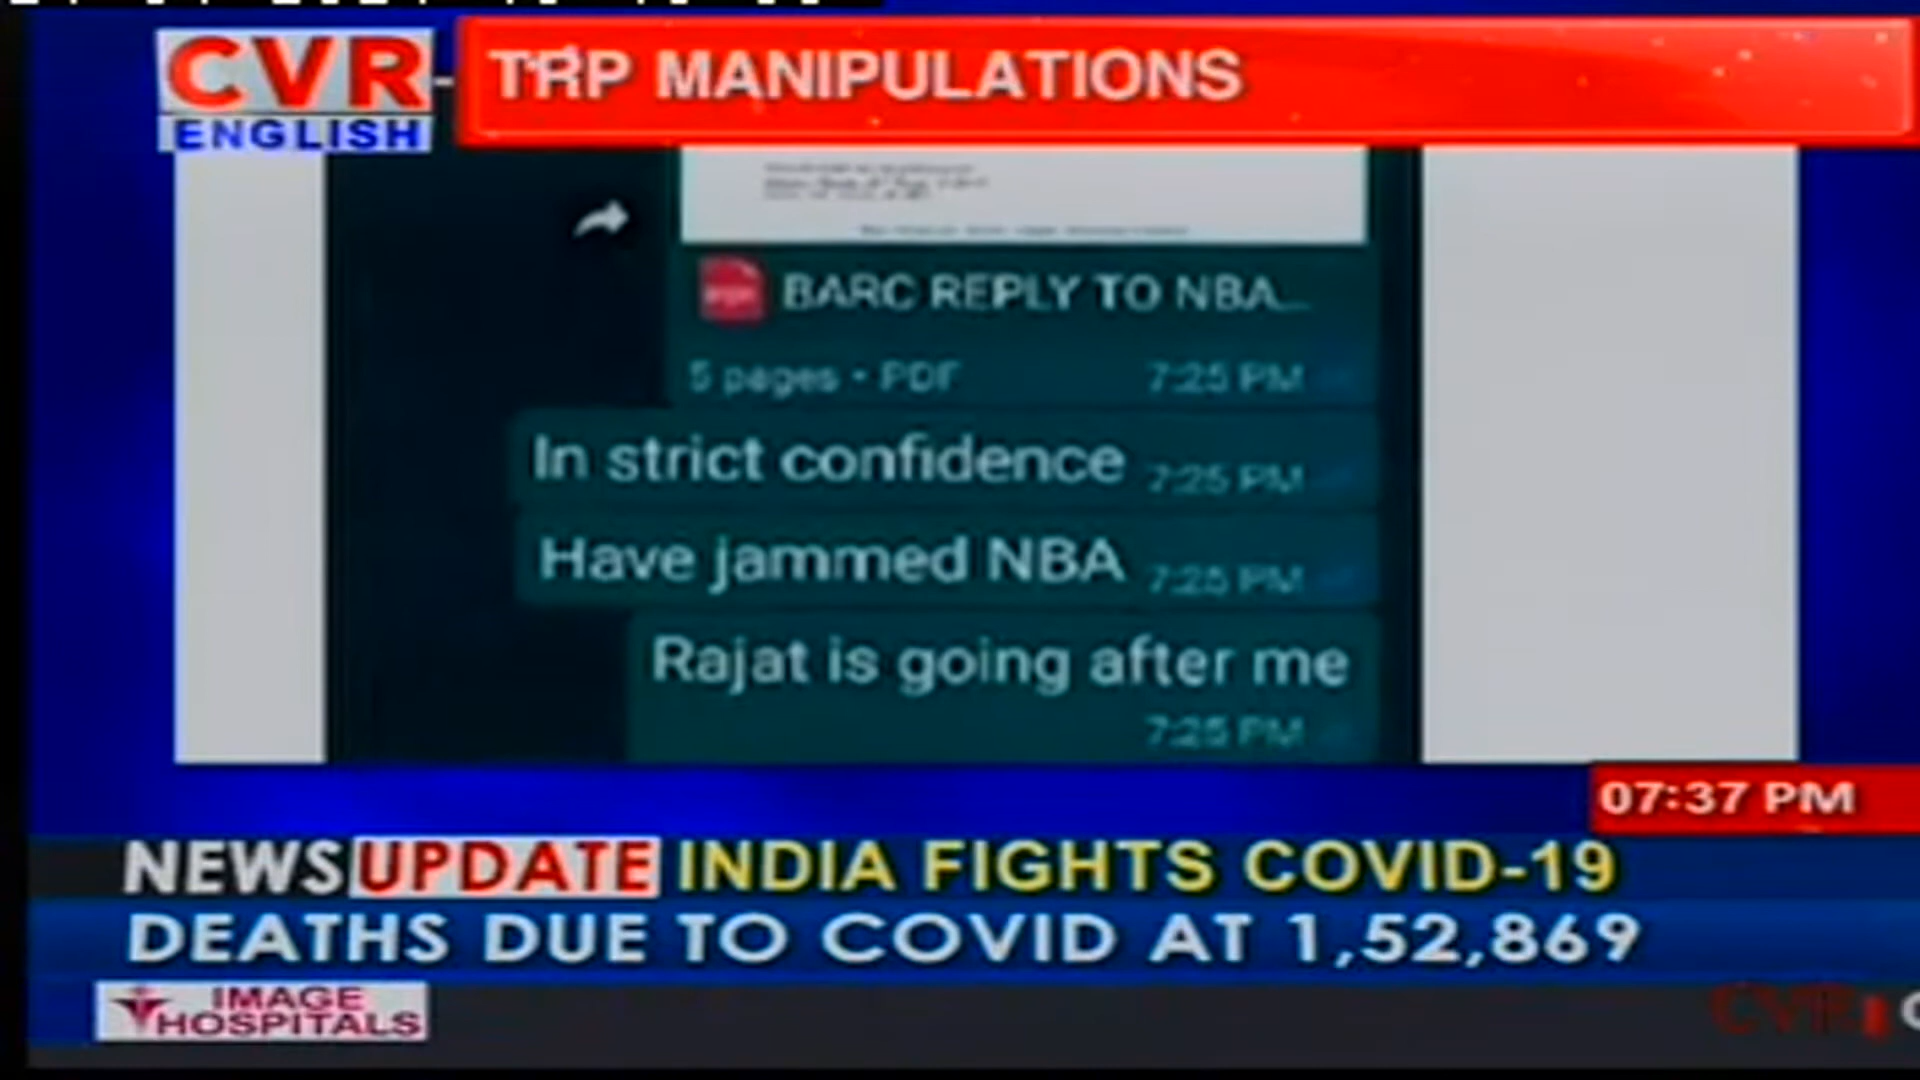 CVR
ENGLISH
TRP MANIPULATIONS
BARC REPLY TO NBA...
5 pages • PDF 7:25 PM
In strict confidence 7:25 PM
Have jammed NBA 7:25 PM
Rajat is going after me
7:25 PM
07:37 PM
NEWS UPDATE INDIA FIGHTS COVID-19
DEATHS DUE TO COVID AT 1,52,869
IMAGE
HOSPITALS
CVR